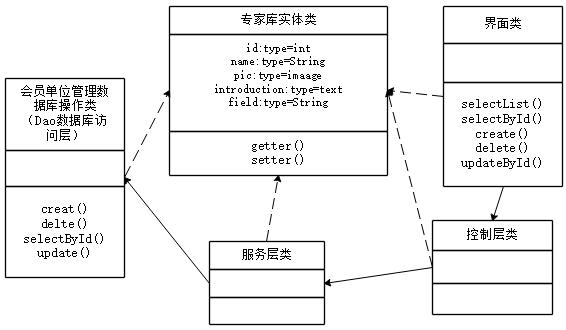 专家库实体类
id:type=int
name:type=String
pic:type=imaage
introduction:type=text
field:type=String
getter()
setter()
界面类
selectList()
selectById()
create()
delete()
updateById()
会员单位管理数
据库操作类
（Dao数据库访
问层）
creat()
delte()
selectById()
update()
服务层类
控制层类